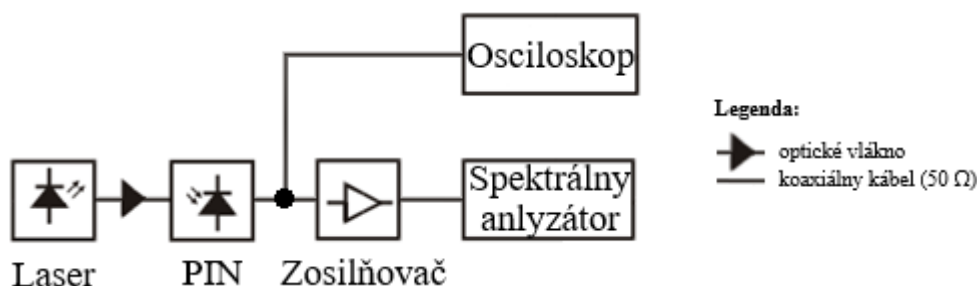 Osciloskop
Legenda:
optické vlákno
koaxiálny kábel (50 Ω)
Spektrálny
anlyzátor
Laser
PIN
Zosilňovač